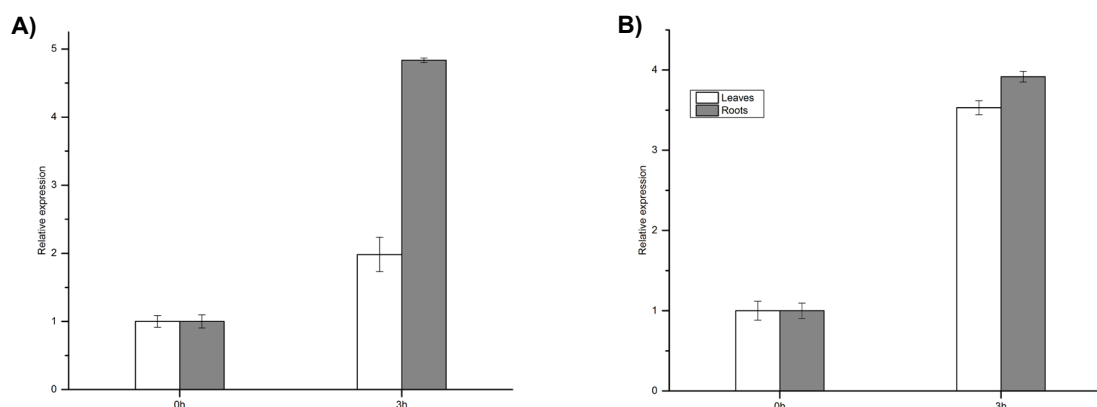 A)
5
4
3
2
1
0
Relative expression
0h
3h
B)
4
3
2
1
0
Relative expression
Leaves
Roots
0h
3h